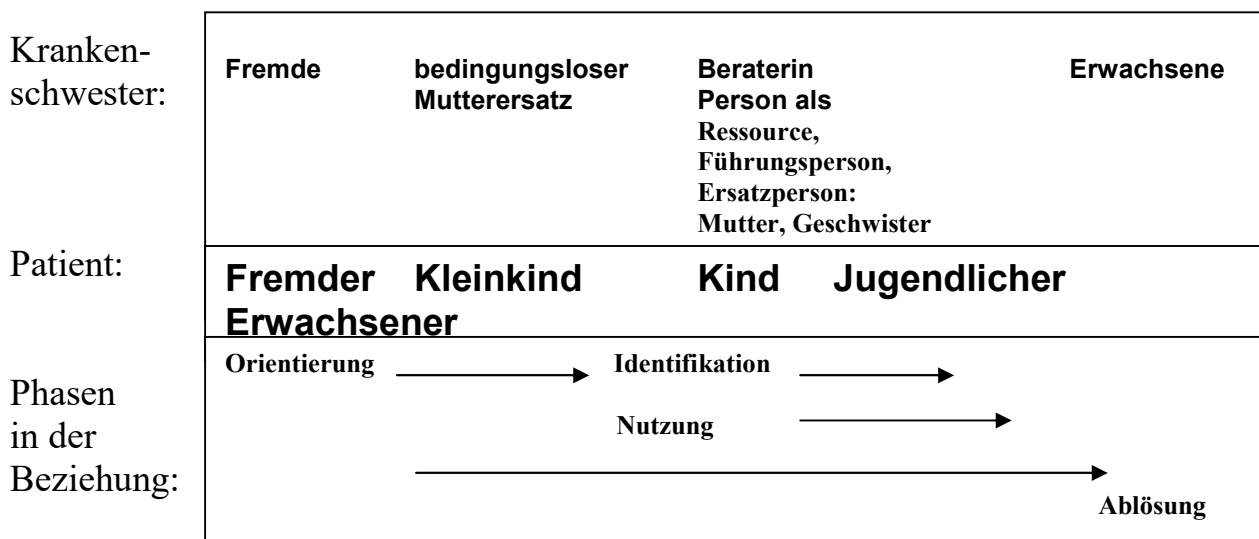 Kranken-
schwester:
Fremde bedingungsloser Beraterin Erwachsene
Mutterersatz Person als
Ressource,
Führungsperson,
Ersatzperson:
Mutter, Geschwister
Patient:
Fremder Kleinkind Kind Jugendlicher
Erwachsener
Phasen
in der
Beziehung:
Orientierung Identifikation
Nutzung
Ablösung